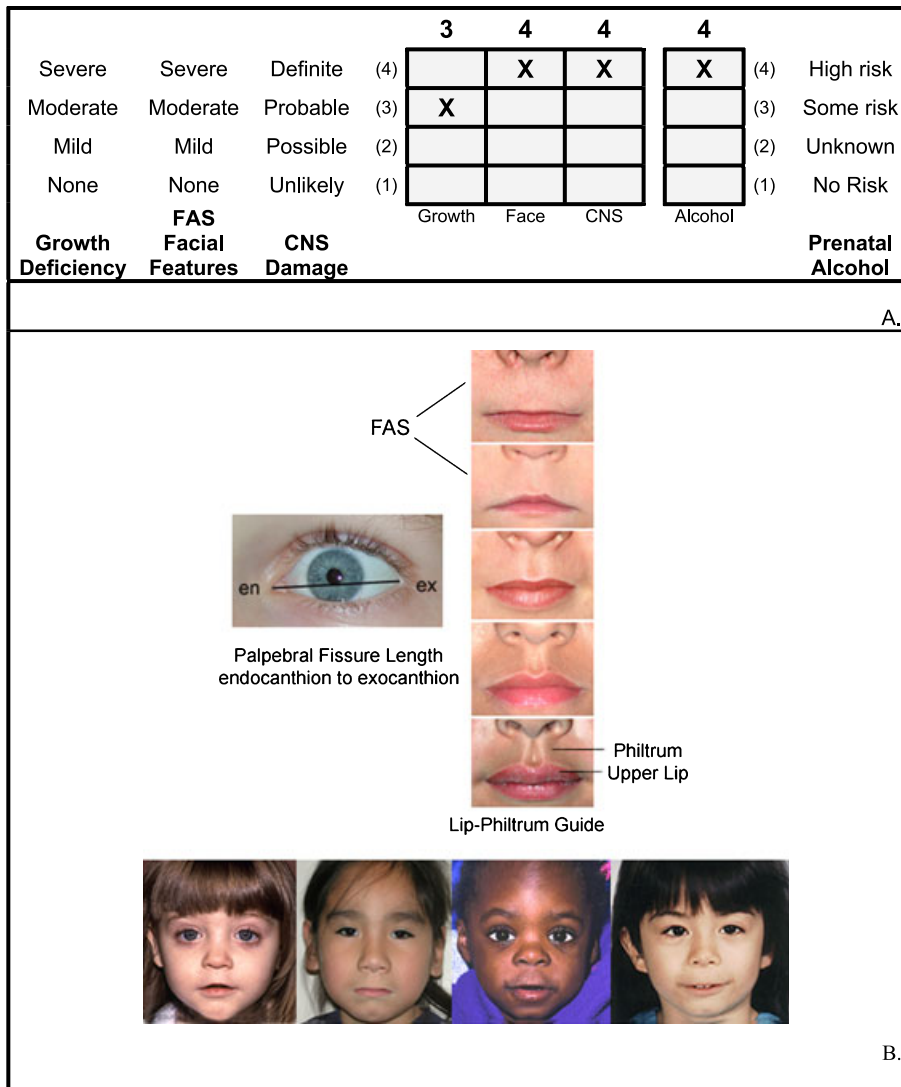 3 4 4 4
Severe Severe Definite (4) X X X (4) High risk
Moderate Moderate Probable (3) X (3) Some risk
Mild Mild Possible (2) (2) Unknown
None None Unlikely (1) (1) No Risk
Growth Face CNS Alcohol
FAS
Growth Facial CNS Prenatal
Deficiency Features Damage Alcohol
A.
FAS
en ex
Palpebral Fissure Length
endocanthion to exocanthion
Philtrum
Upper Lip
Lip-Philtrum Guide
B.